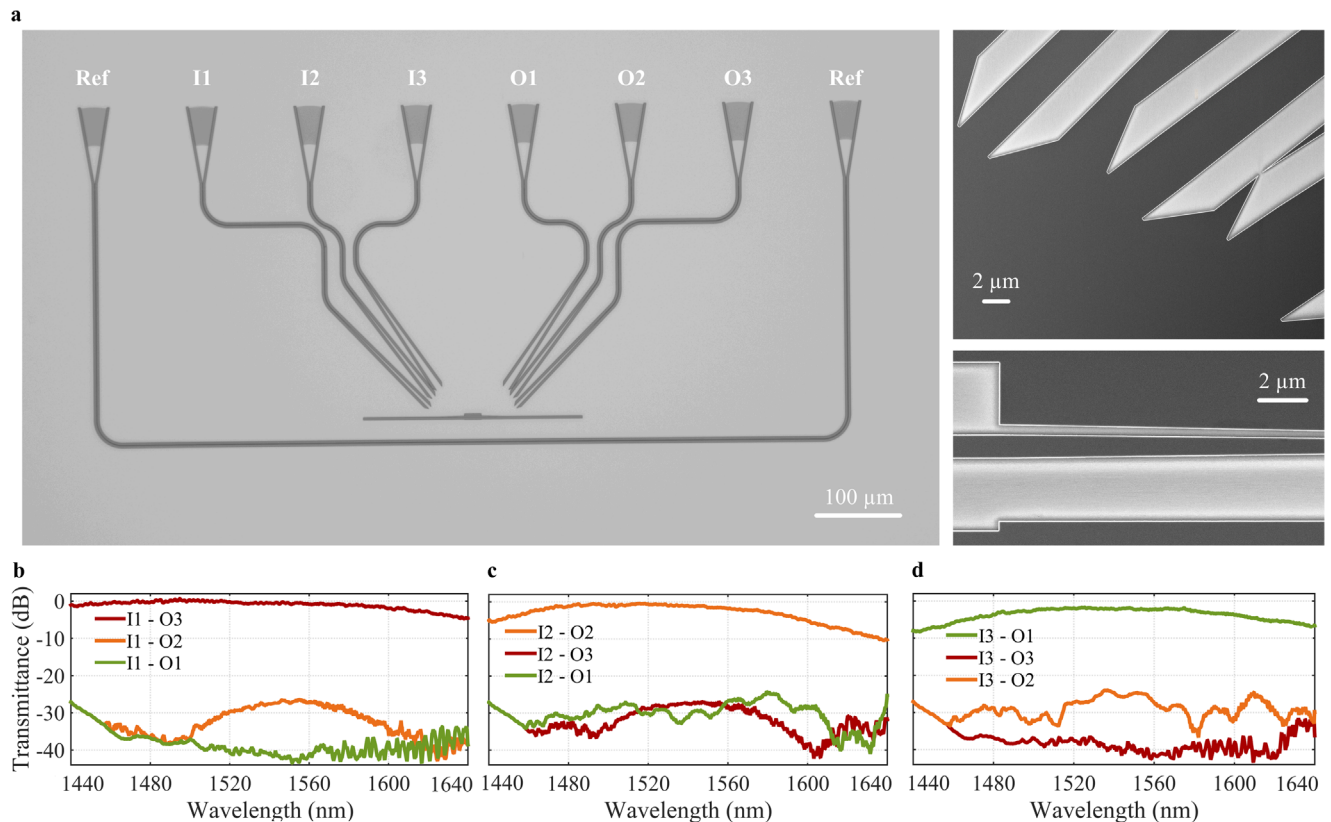 a
Ref I1 I2 I3 O1 O2 O3 Ref
100 µm
2 µm
2 µm
b
Transmittance (dB)
0
-10
-20
-30
-40
I1 - O3
I1 - O2
I1 - O1
1440 1480 1520 1560 1600 1640
Wavelength (nm)
c
I2 - O2
I2 - O3
I2 - O1
1440 1480 1520 1560 1600 1640
Wavelength (nm)
d
I3 - O1
I3 - O3
I3 - O2
1440 1480 1520 1560 1600 1640
Wavelength (nm)